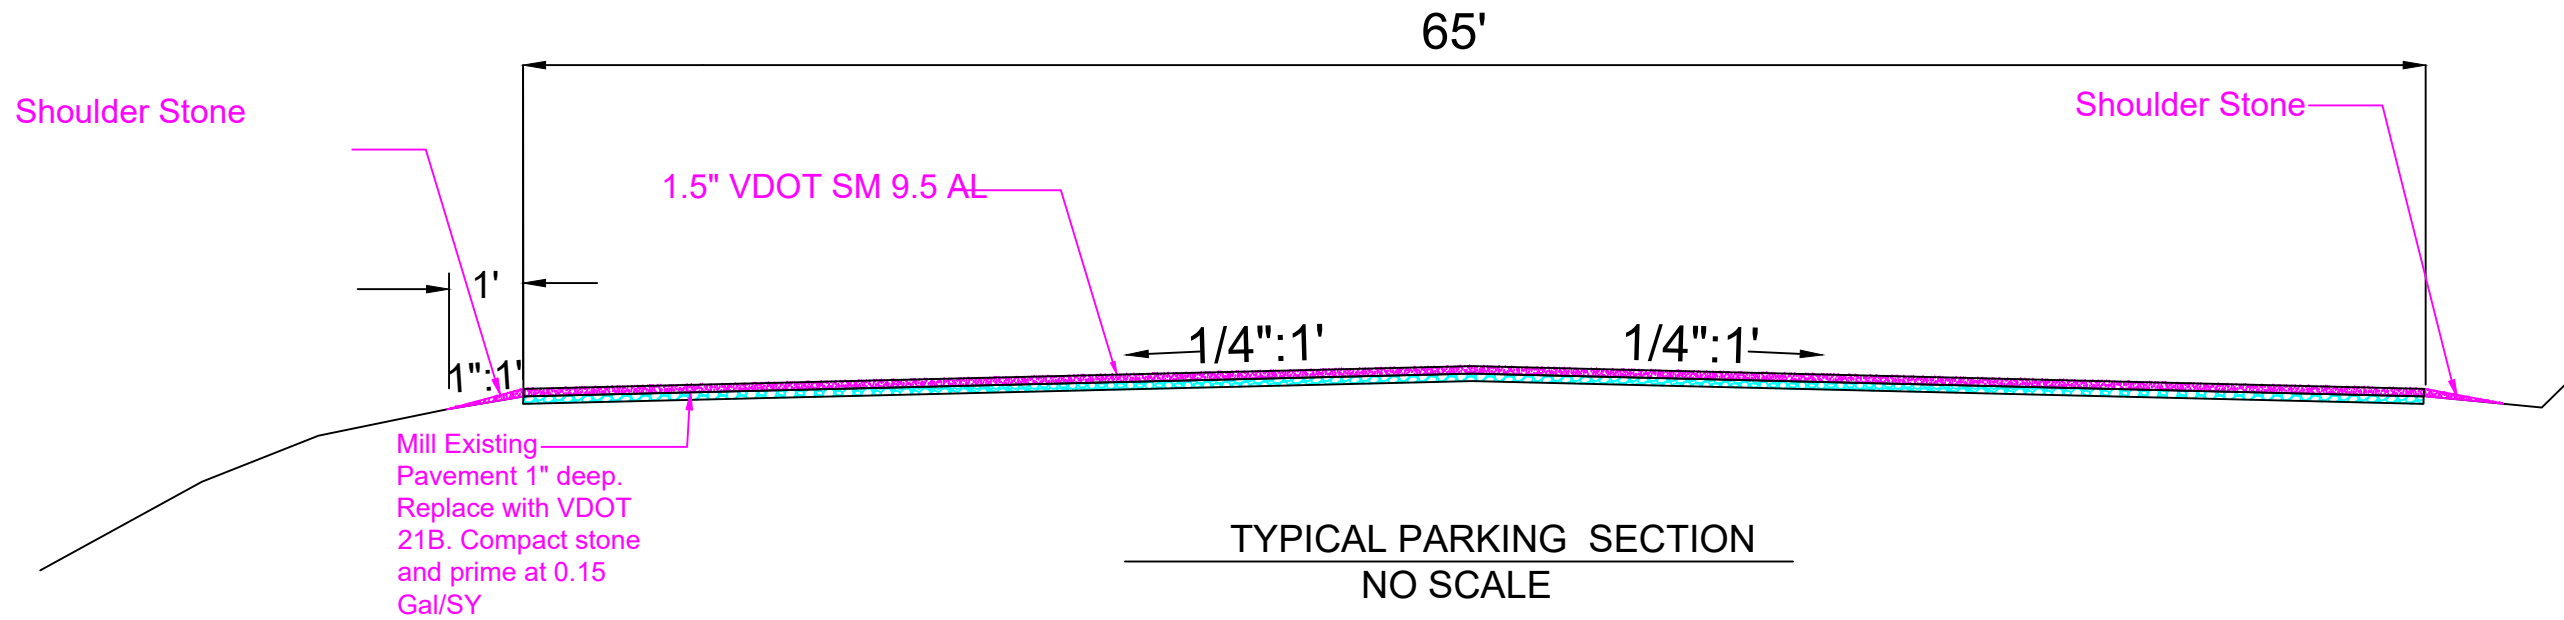 65'
Shoulder Stone
Shoulder Stone
1.5" VDOT SM 9.5 AL
1'
1/4":1'
1/4":1'
1":1'
Mill Existing
Pavement 1" deep.
Replace with VDOT
21B. Compact stone
and prime at 0.15
Gal/SY
TYPICAL PARKING SECTION
NO SCALE